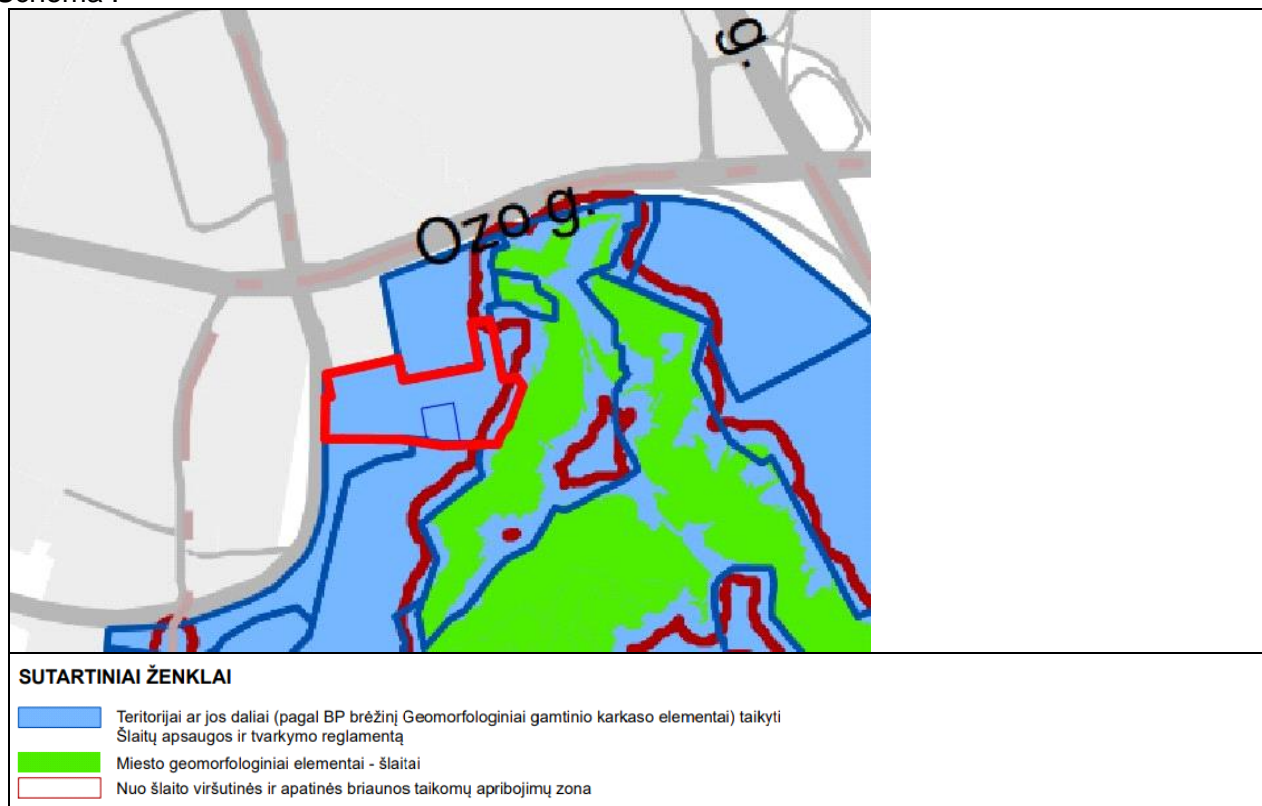 g.
Ozo g.
SUTARTINIAI ŽENKLAI
Teritorijai ar jos daliai (pagal BP brėžinį Geomorfologiniai gamtinio karkaso elementai) taikyti
Šlaitų apsaugos ir tvarkymo reglamentą
Miesto geomorfologiniai elementai - šlaitai
Nuo šlaito viršutinės ir apatinės briaunos taikomų apribojimų zona